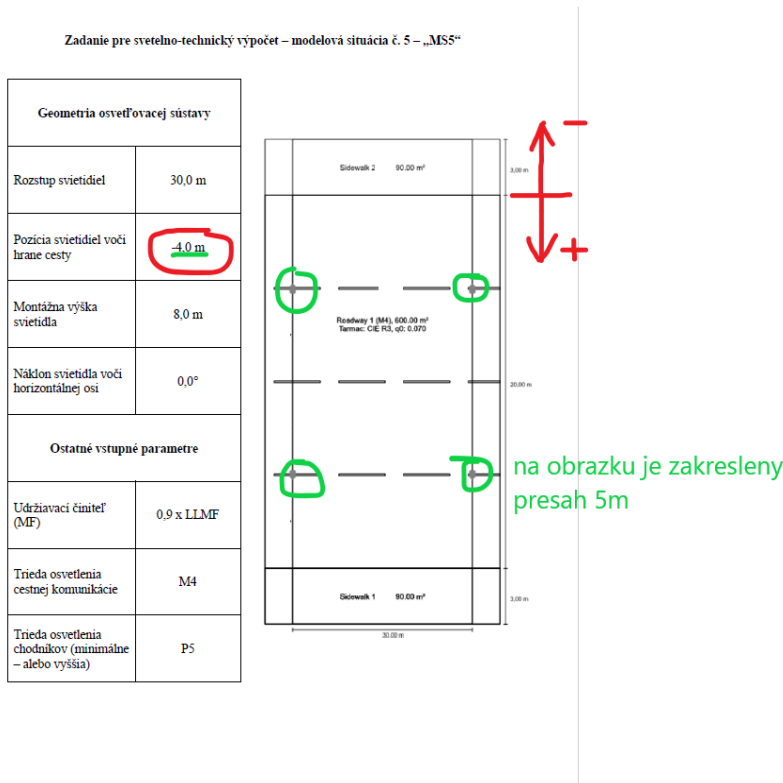 Zadanie pre svetelno-technický výpočet – modelová situácia č. 5 – „MS5“
Geometria osvetľovacej sústavy
Rozstup svietidiel
30,0 m
Pozícia svietidiel voči
hrane cesty
-4,0 m
Montážna výška
svietidla
8,0 m
Náklon svietidla voči
horizontálnej osi
0,0°
Ostatné vstupné parametre
Udržiavací činiteľ
(MF)
0,9 x LLMF
Trieda osvetlenia
cestnej komunikácie
M4
Trieda osvetlenia
chodníkov (minimálne
– alebo vyššia)
P5
Sidewalk 2 90.00 m²
3,00 m
Roadway 1 (M4), 600.00 m²
Tarmac: CIE R3, q0: 0.070
20,00 m
Sidewalk 1 90.00 m²
3,00 m
30.00 m
−
+
na obrazku je zakresleny
presah 5m